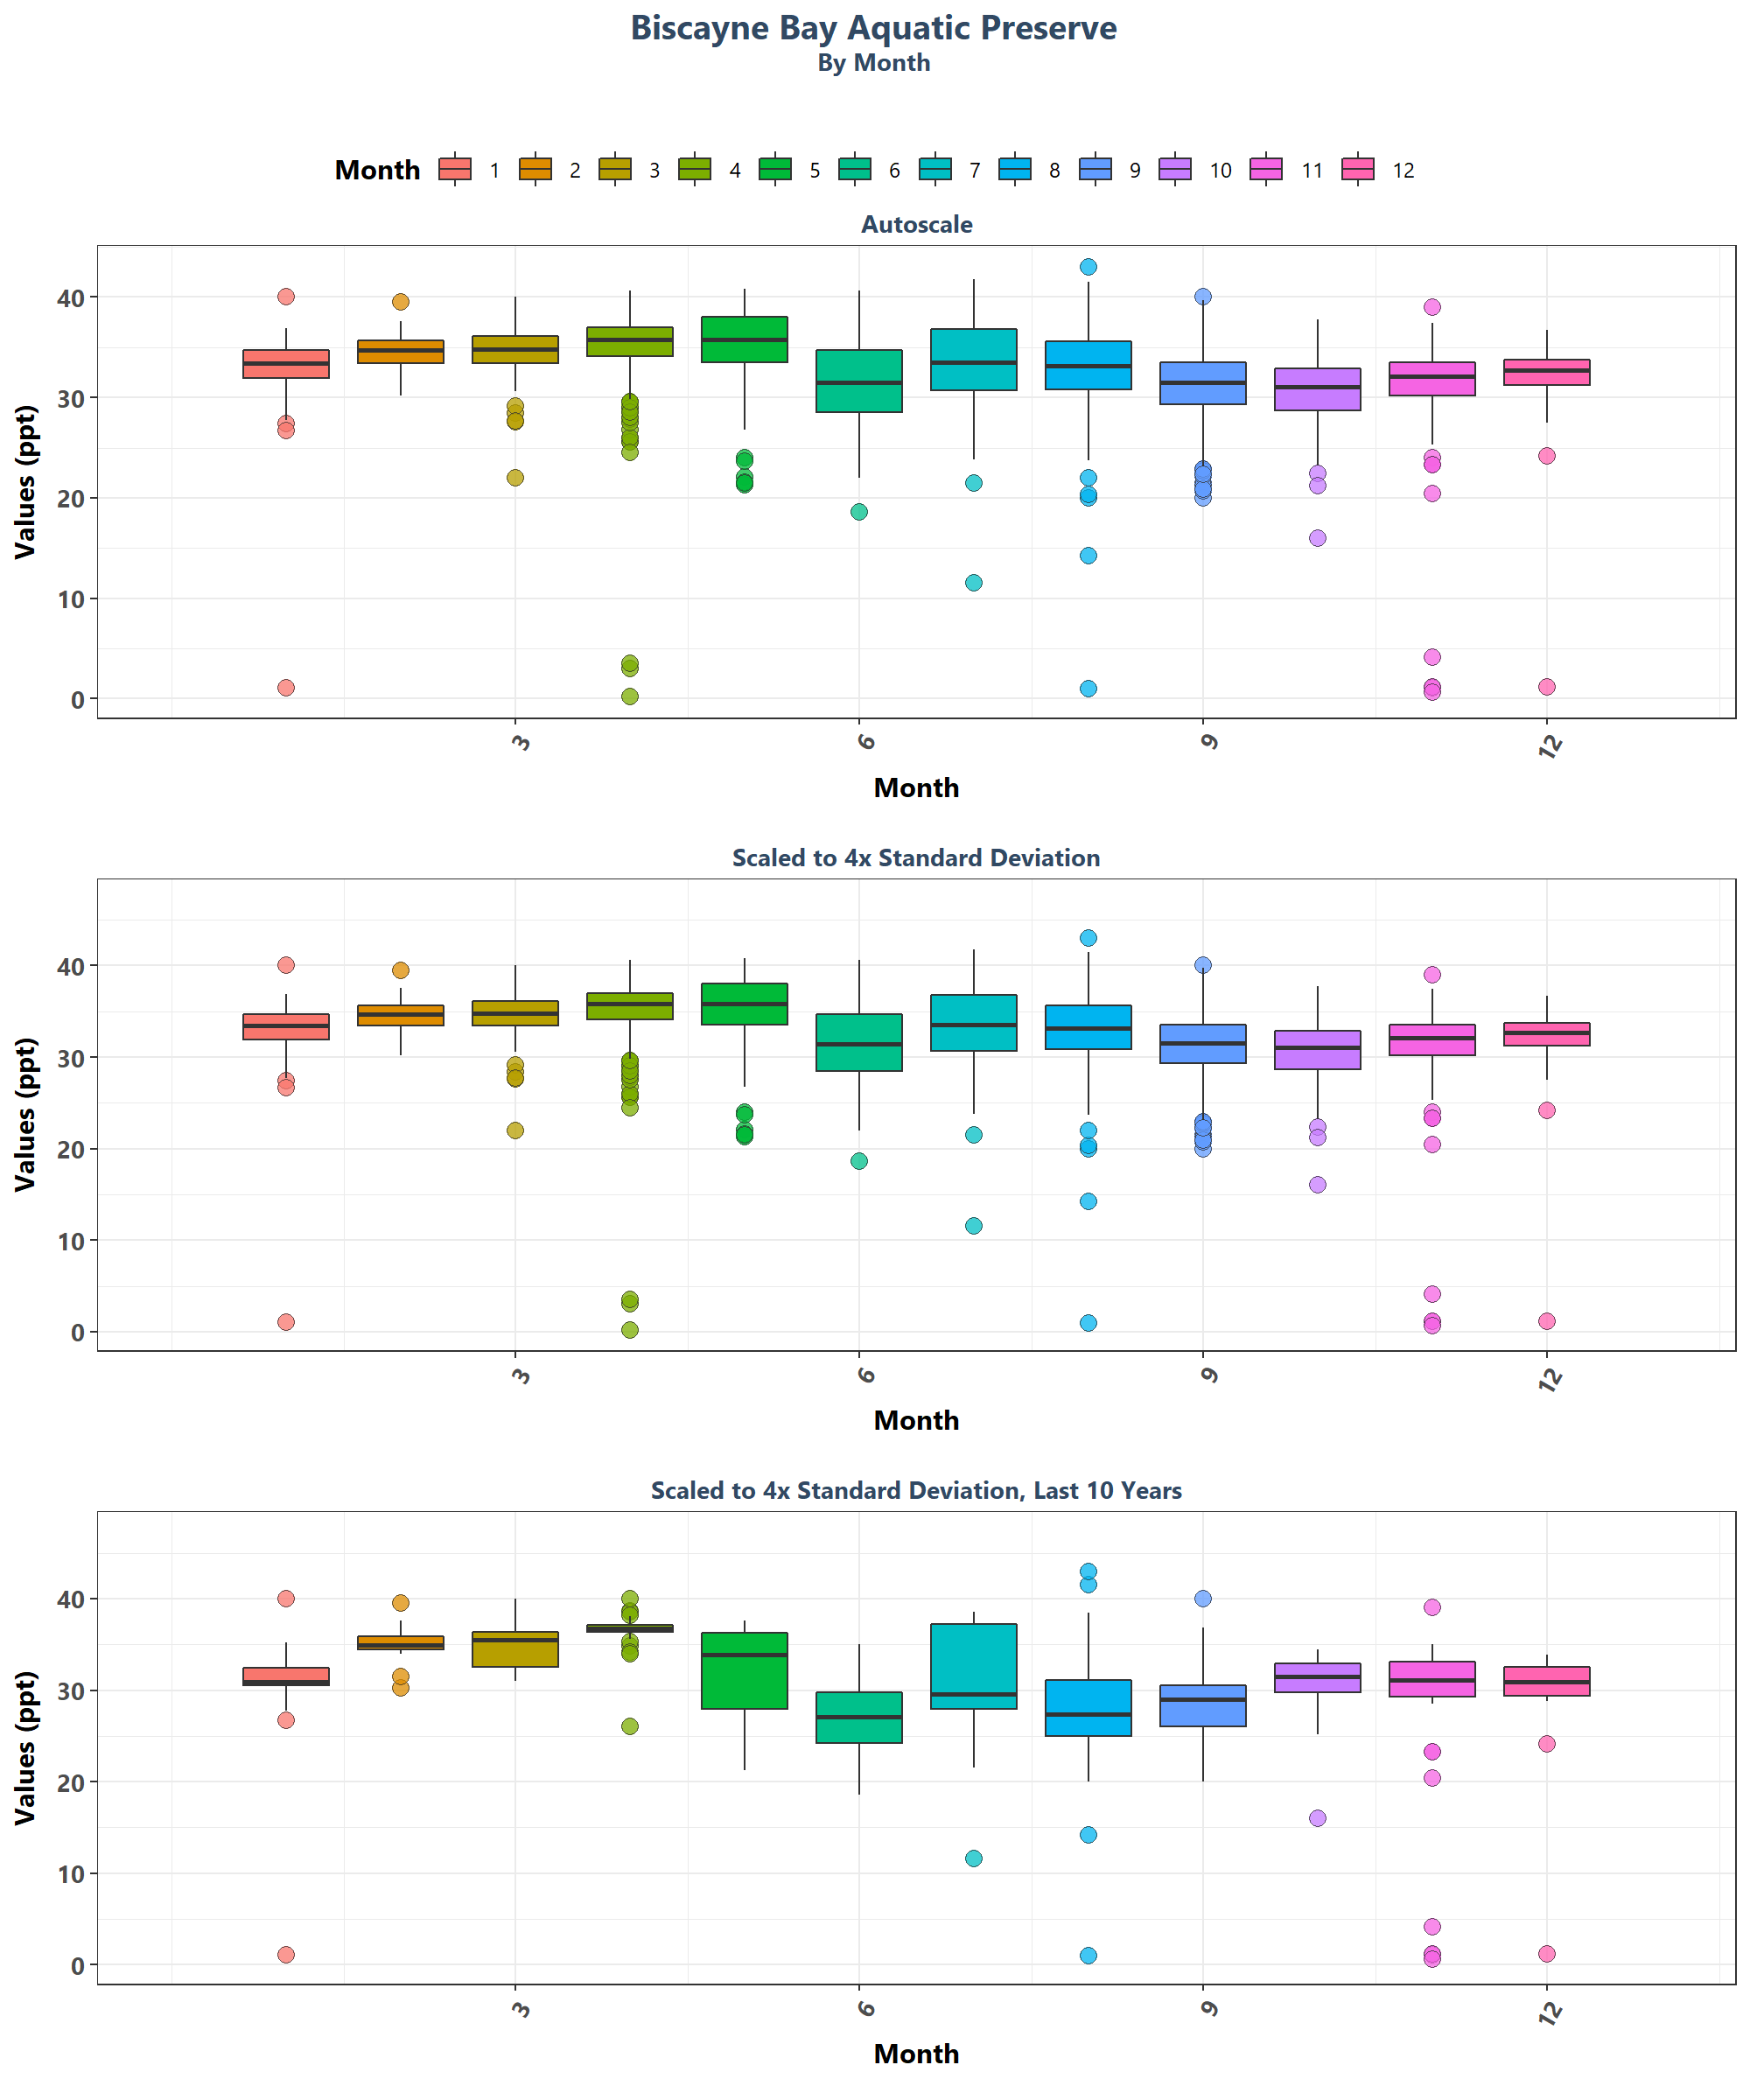 Biscayne Bay Aquatic Preserve
By Month
Month 1 2 3 4 5 6 7 8 9 10 11 12
Autoscale
Values (ppt)
40
30
20
10
0
3 6 9 12
Month
Scaled to 4x Standard Deviation
Values (ppt)
40
30
20
10
0
3 6 9 12
Month
Scaled to 4x Standard Deviation, Last 10 Years
Values (ppt)
40
30
20
10
0
3 6 9 12
Month